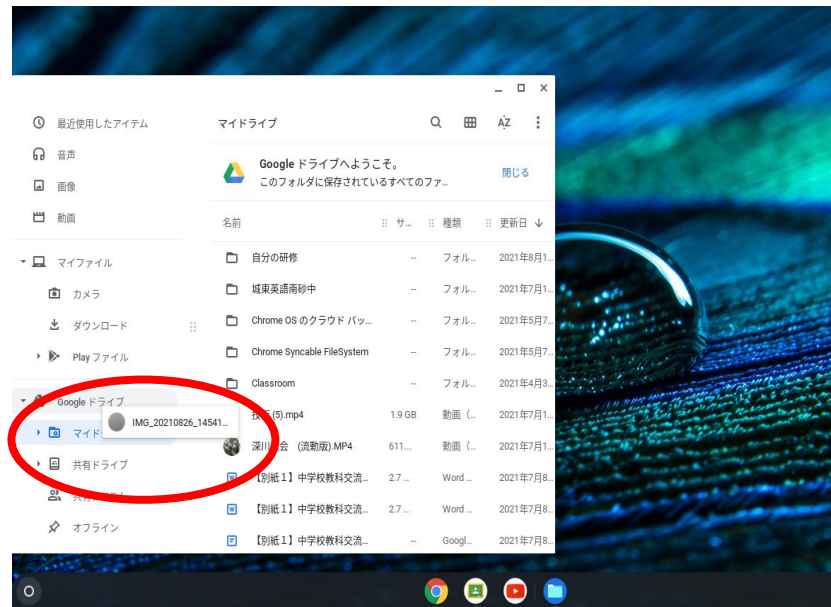 最近使用したアイテム
音声
画像
動画
マイファイル
カメラ
ダウンロード
Play ファイル
Google ドライブ
マイド
IMG_20210826_14541...
共有ドライブ
オフライン
マイドライブ
AZ
Google ドライブへようこそ。
このフォルダに保存されているすべてのファ...
閉じる
名前 サ... 種類 更新日
自分の研修 -- フォル... 2021年8月1...
城東英語南砂中 -- フォル... 2021年7月1...
Chrome OS のクラウド バッ... -- フォル... 2021年5月7...
Chrome Syncable FileSystem -- フォル... 2021年5月7...
Classroom -- フォル... 2021年4月3...
(5).mp4 1.9 GB 動画（... 2021年7月1...
深川 会 (流動版).MP4 611.... 動画（... 2021年7月1...
【別紙１】中学校教科交流... 2.7 ... Word ... 2021年7月8...
【別紙１】中学校教科交流... 2.7 ... Word ... 2021年7月8...
【別紙１】中学校教科交流... -- Googl... 2021年7月8...